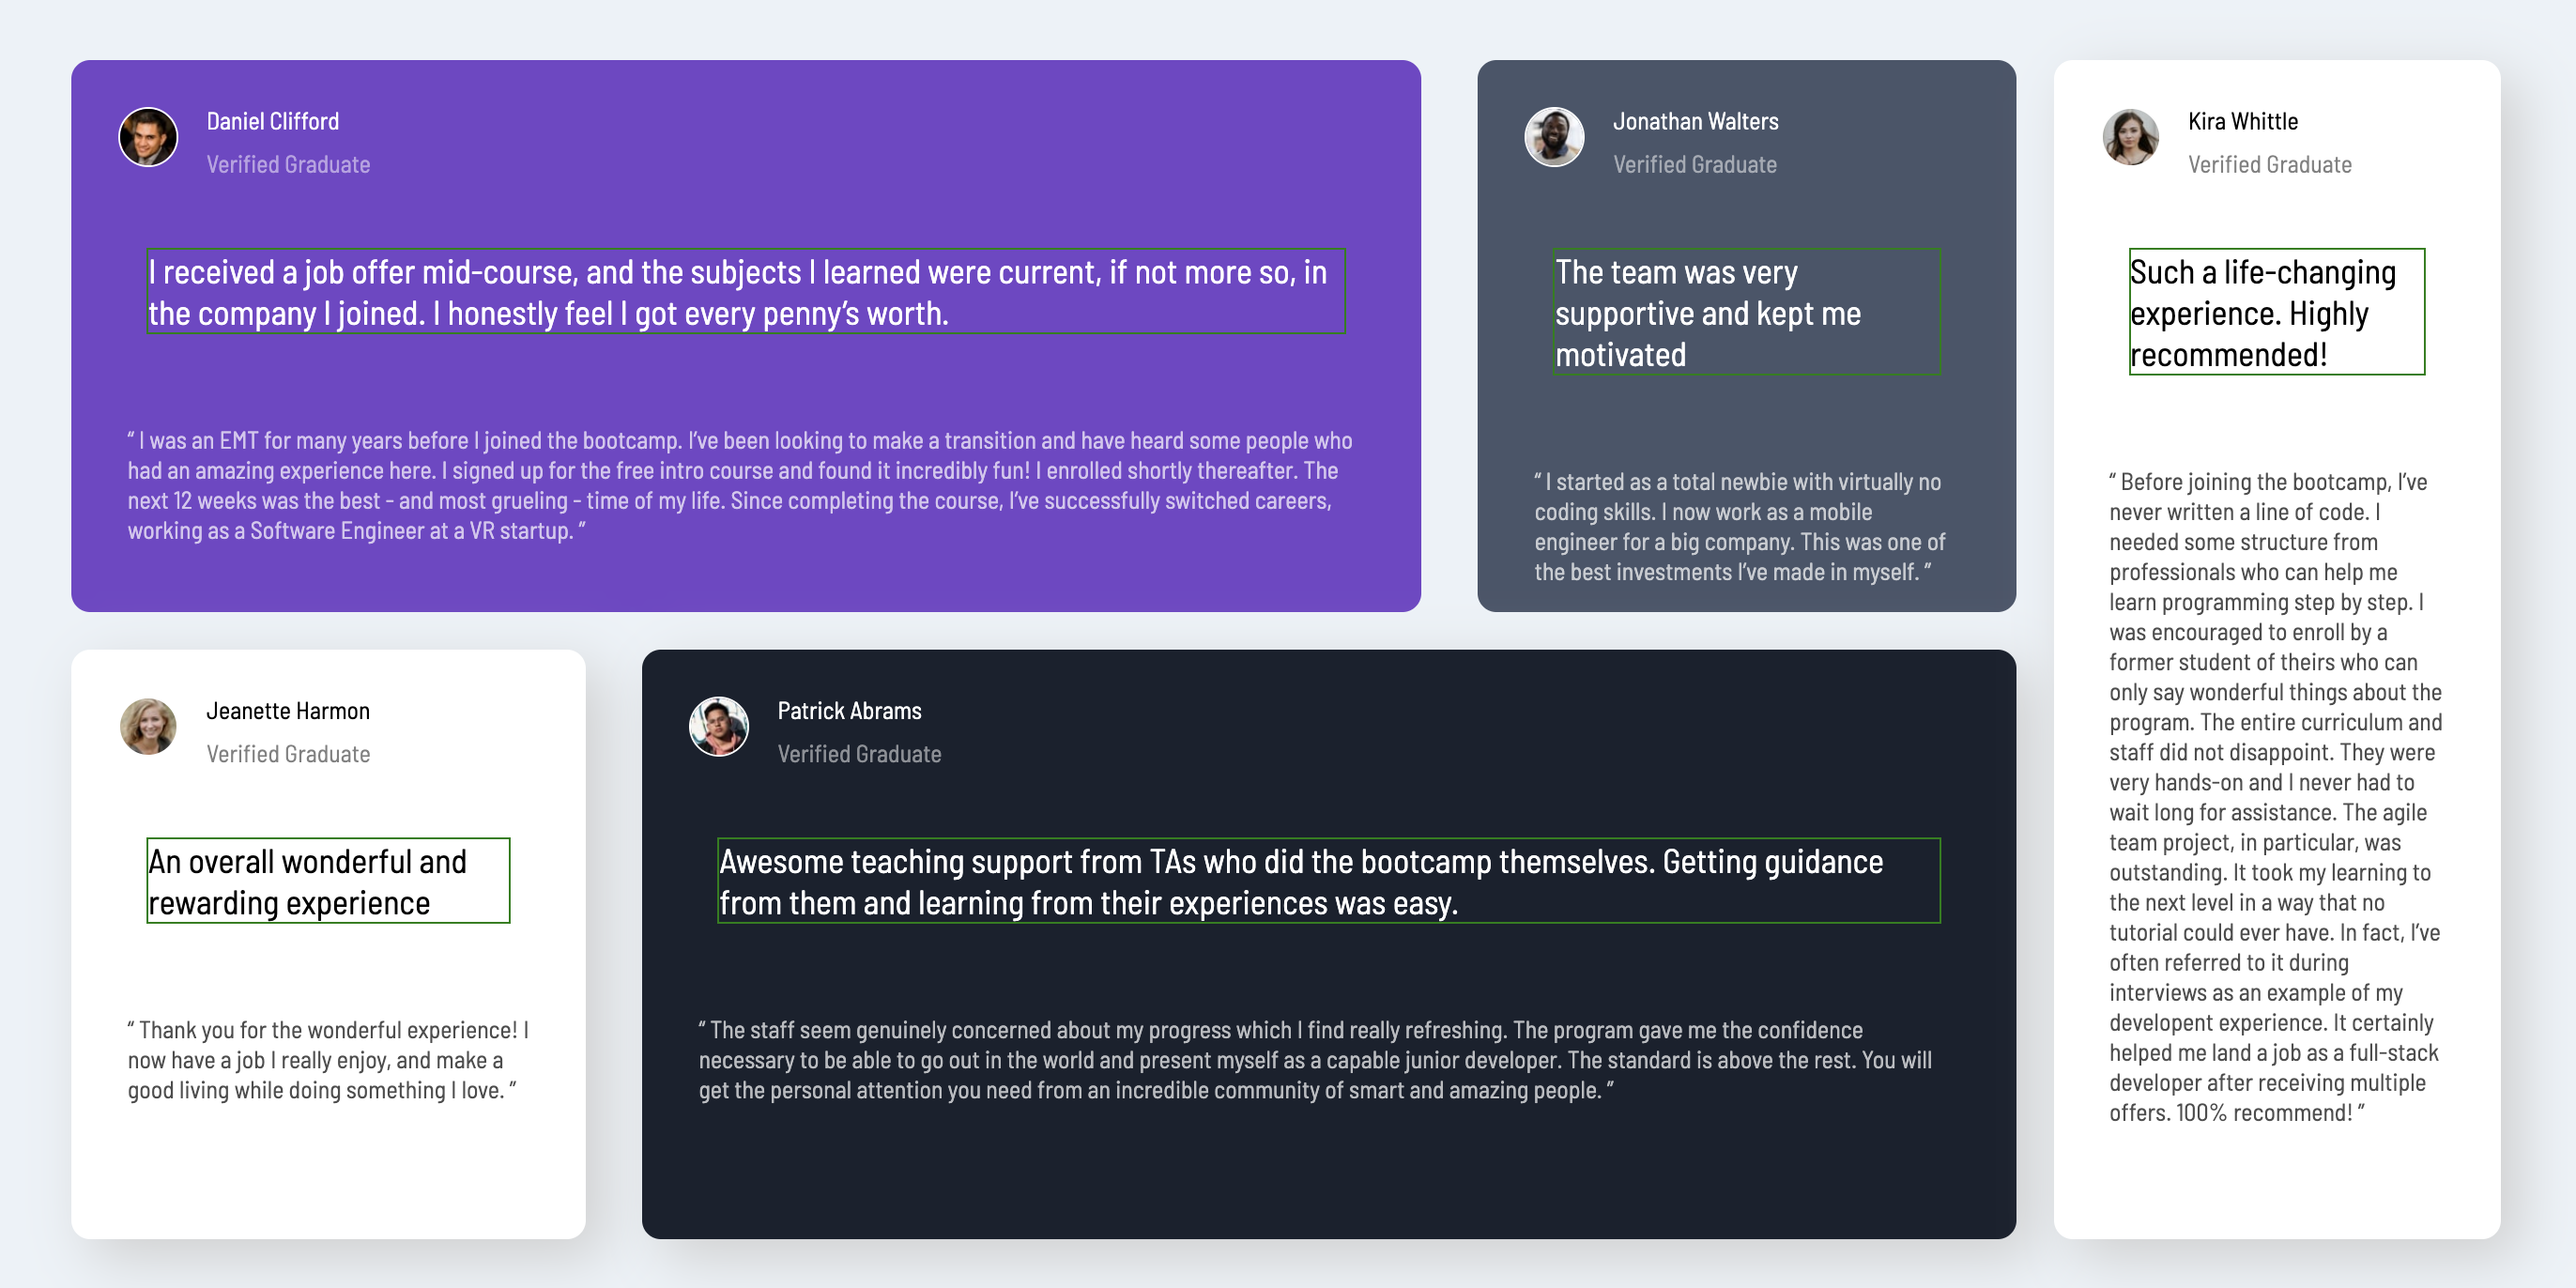 Daniel Clifford
Verified Graduate
I received a job offer mid-course, and the subjects I learned were current, if not more so, in
the company I joined. I honestly feel I got every penny’s worth.
“ I was an EMT for many years before I joined the bootcamp. I’ve been looking to make a transition and have heard some people who
had an amazing experience here. I signed up for the free intro course and found it incredibly fun! I enrolled shortly thereafter. The
next 12 weeks was the best - and most grueling - time of my life. Since completing the course, I’ve successfully switched careers,
working as a Software Engineer at a VR startup. ”
Jonathan Walters
Verified Graduate
The team was very
supportive and kept me
motivated
“ I started as a total newbie with virtually no
coding skills. I now work as a mobile
engineer for a big company. This was one of
the best investments I’ve made in myself. ”
Kira Whittle
Verified Graduate
Such a life-changing
experience. Highly
recommended!
“ Before joining the bootcamp, I’ve
never written a line of code. I
needed some structure from
professionals who can help me
learn programming step by step. I
was encouraged to enroll by a
former student of theirs who can
only say wonderful things about the
program. The entire curriculum and
staff did not disappoint. They were
very hands-on and I never had to
wait long for assistance. The agile
team project, in particular, was
outstanding. It took my learning to
the next level in a way that no
tutorial could ever have. In fact, I’ve
often referred to it during
interviews as an example of my
developent experience. It certainly
helped me land a job as a full-stack
developer after receiving multiple
offers. 100% recommend! ”
Jeanette Harmon
Verified Graduate
An overall wonderful and
rewarding experience
“ Thank you for the wonderful experience! I
now have a job I really enjoy, and make a
good living while doing something I love. ”
Patrick Abrams
Verified Graduate
Awesome teaching support from TAs who did the bootcamp themselves. Getting guidance
from them and learning from their experiences was easy.
“ The staff seem genuinely concerned about my progress which I find really refreshing. The program gave me the confidence
necessary to be able to go out in the world and present myself as a capable junior developer. The standard is above the rest. You will
get the personal attention you need from an incredible community of smart and amazing people. ”